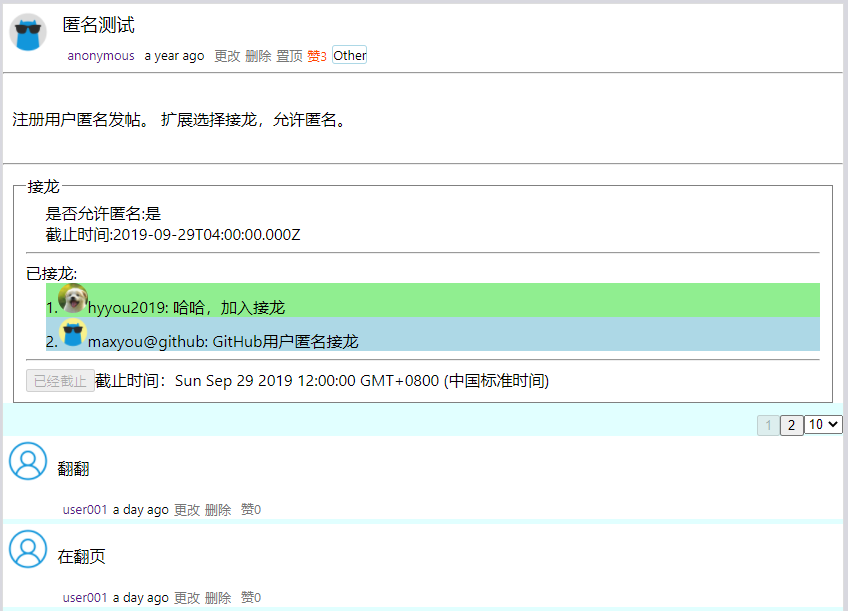 匿名测试
anonymous a year ago 更改 删除 置顶 赞3 Other
注册用户匿名发帖。 扩展选择接龙，允许匿名。
接龙
是否允许匿名:是
截止时间:2019-09-29T04:00:00.000Z
已接龙:
1. hyyou2019: 哈哈，加入接龙
2. maxyou@github: GitHub用户匿名接龙
已经截止 截止时间：Sun Sep 29 2019 12:00:00 GMT+0800 (中国标准时间)
1 2 10
翻翻
user001 a day ago 更改 删除 赞0
在翻页
user001 a day ago 更改 删除 赞0